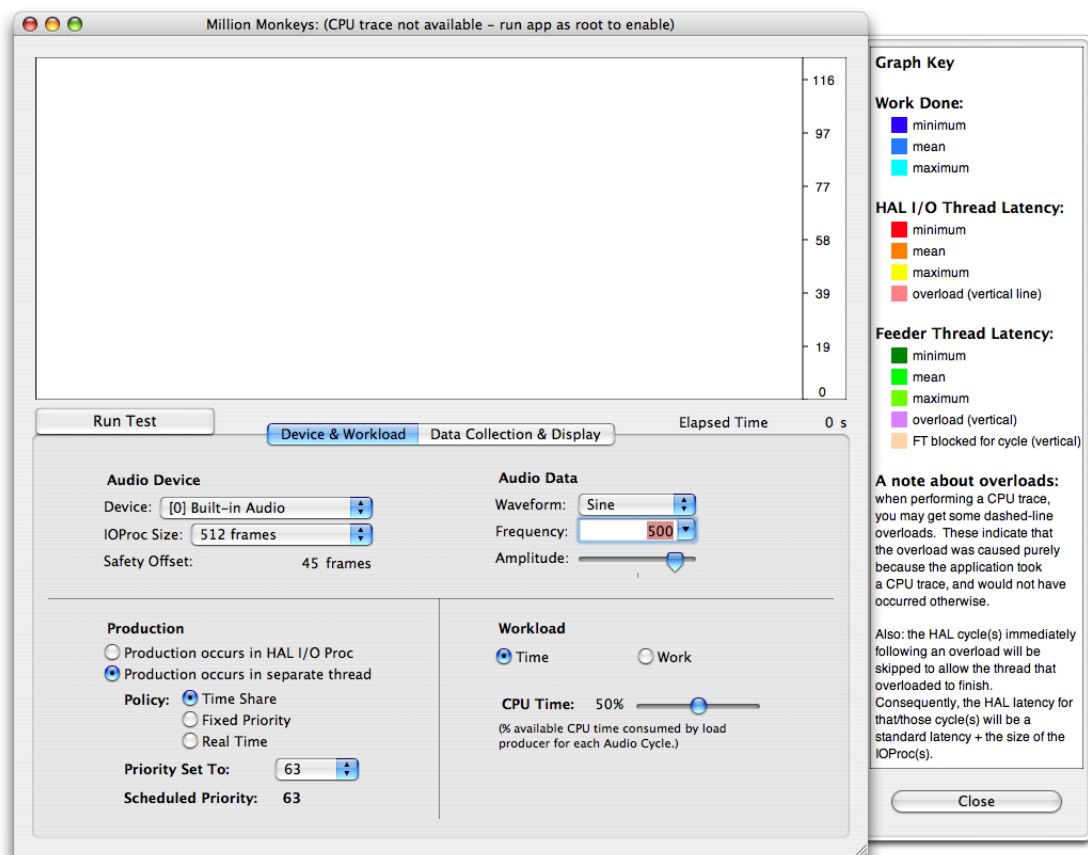 Million Monkeys: (CPU trace not available - run app as root to enable)
116
97
77
58
39
19
0
Run Test
Elapsed Time 0 s
Device & Workload Data Collection & Display
Audio Device
Device: [0] Built-in Audio
IOProc Size: 512 frames
Safety Offset: 45 frames
Audio Data
Waveform: Sine
Frequency: 500
Amplitude:
Production
Production occurs in HAL I/O Proc
Production occurs in separate thread
Policy: Time Share
Fixed Priority
Real Time
Priority Set To: 63
Scheduled Priority: 63
Workload
Time Work
CPU Time: 50%
(% available CPU time consumed by load
producer for each Audio Cycle.)
Graph Key
Work Done:
minimum
mean
maximum
HAL I/O Thread Latency:
minimum
mean
maximum
overload (vertical line)
Feeder Thread Latency:
minimum
mean
maximum
overload (vertical)
FT blocked for cycle (vertical)
A note about overloads:
when performing a CPU trace,
you may get some dashed-line
overloads. These indicate that
the overload was caused purely
because the application took
a CPU trace, and would not have
occurred otherwise.
Also: the HAL cycle(s) immediately
following an overload will be
skipped to allow the thread that
overloaded to finish.
Consequently, the HAL latency for
that/those cycle(s) will be a
standard latency + the size of the
IOProc(s).
Close